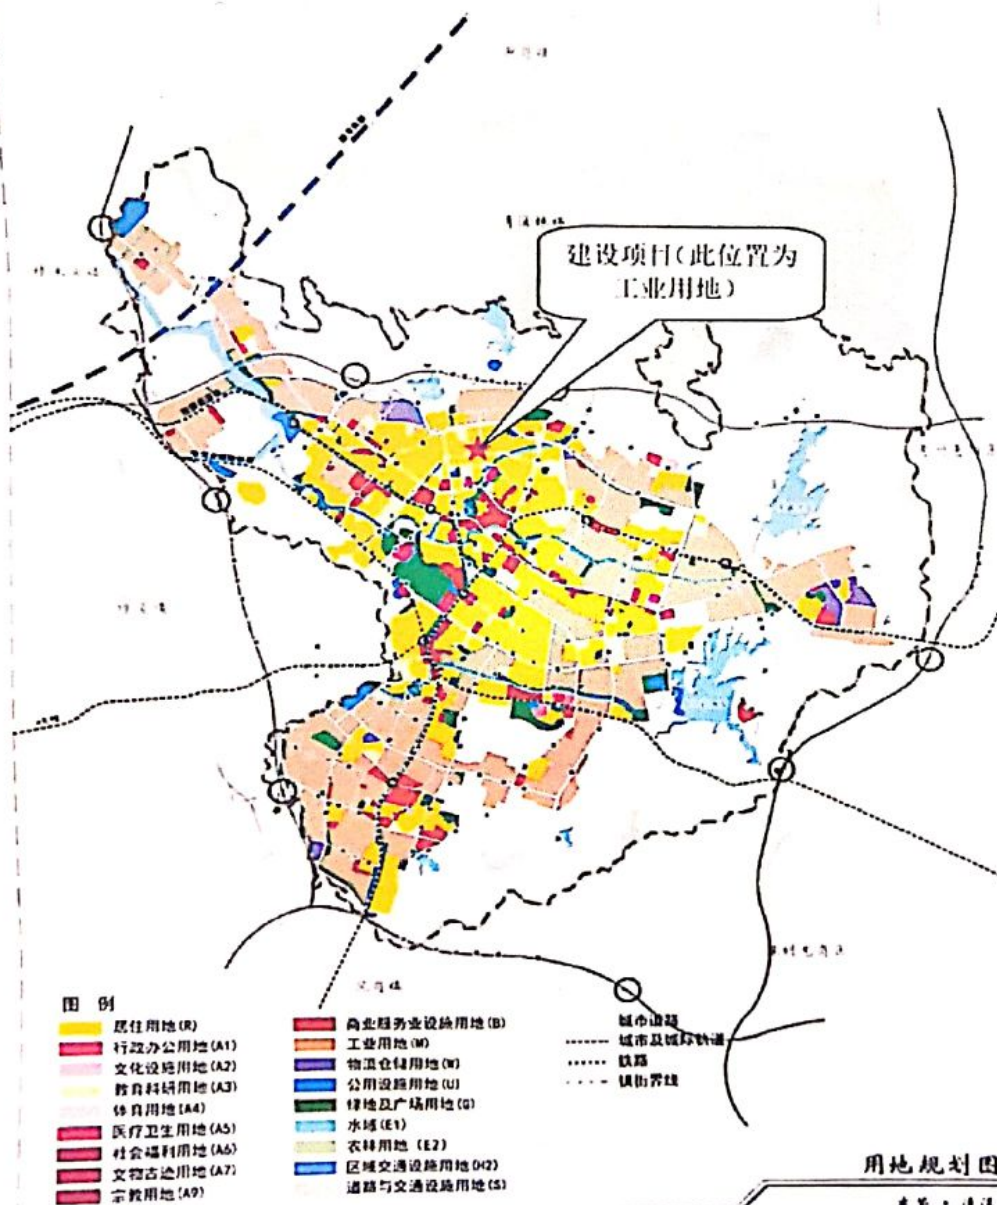 建设项目(此位置为
工业用地)
图 例
居住用地(R)
行政办公用地(A1)
文化设施用地(A2)
教育科研用地(A3)
体育用地(A4)
医疗卫生用地(A5)
社会福利用地(A6)
文物古迹用地(A7)
宗教用地(A9)
商业服务业设施用地(B)
工业用地(M)
物流仓储用地(W)
公用设施用地(U)
绿地及广场用地(G)
水域(E1)
农林用地(E2)
区域交通设施用地(H2)
道路与交通设施用地(S)
城市道路
城市及城际轨道
铁路
镇街界线
用地规划图